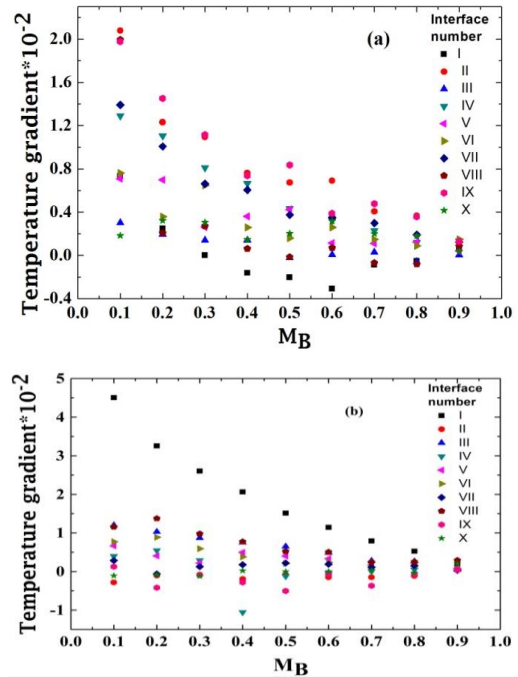 Temperature gradient*10⁻²
2.0
1.6
1.2
0.8
0.4
0.0
-0.4
(a)
Interface
number
I
II
III
IV
V
VI
VII
VIII
IX
X
0.0 0.1 0.2 0.3 0.4 0.5 0.6 0.7 0.8 0.9 1.0
M_B
Temperature gradient*10⁻²
5
4
3
2
1
0
-1
(b)
Interface
number
I
II
III
IV
V
VI
VII
VIII
IX
X
0.0 0.1 0.2 0.3 0.4 0.5 0.6 0.7 0.8 0.9 1.0
M_B